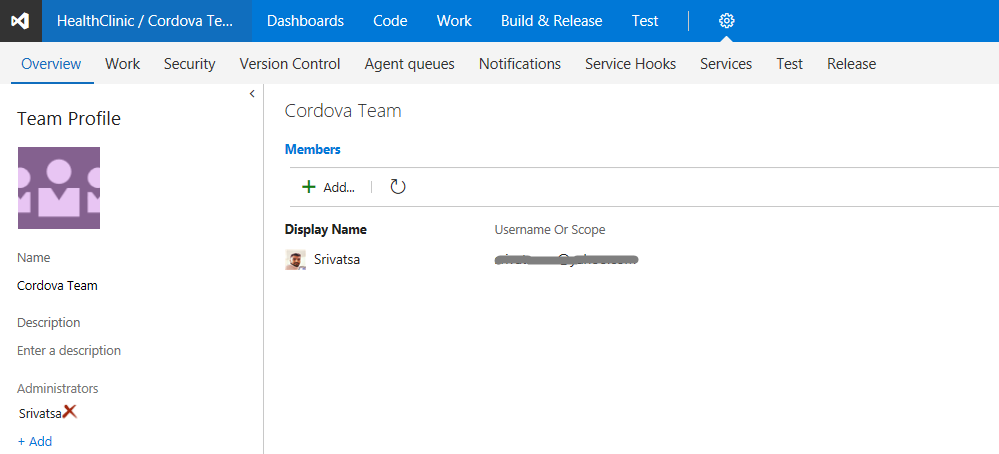 HealthClinic / Cordova Te... Dashboards Code Work Build & Release Test
Overview Work Security Version Control Agent queues Notifications Service Hooks Services Test Release
Team Profile
Name
Cordova Team
Description
Enter a description
Administrators
Srivatsa
+ Add
Cordova Team
Members
+ Add...
Display Name Username Or Scope
Srivatsa